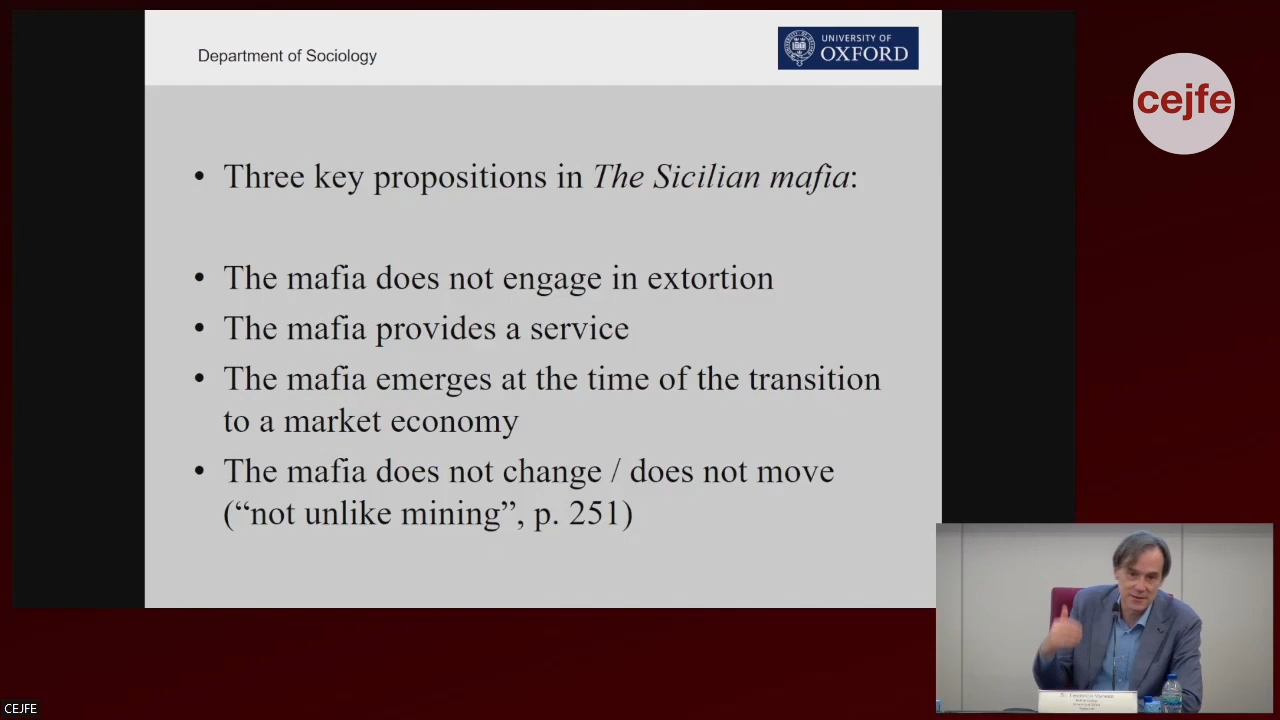 Department of Sociology
UNIVERSITY OF
OXFORD
cejfe
• Three key propositions in The Sicilian mafia:
• The mafia does not engage in extortion
• The mafia provides a service
• The mafia emerges at the time of the transition
to a market economy
• The mafia does not change / does not move
(“not unlike mining”, p. 251)
CEJFE